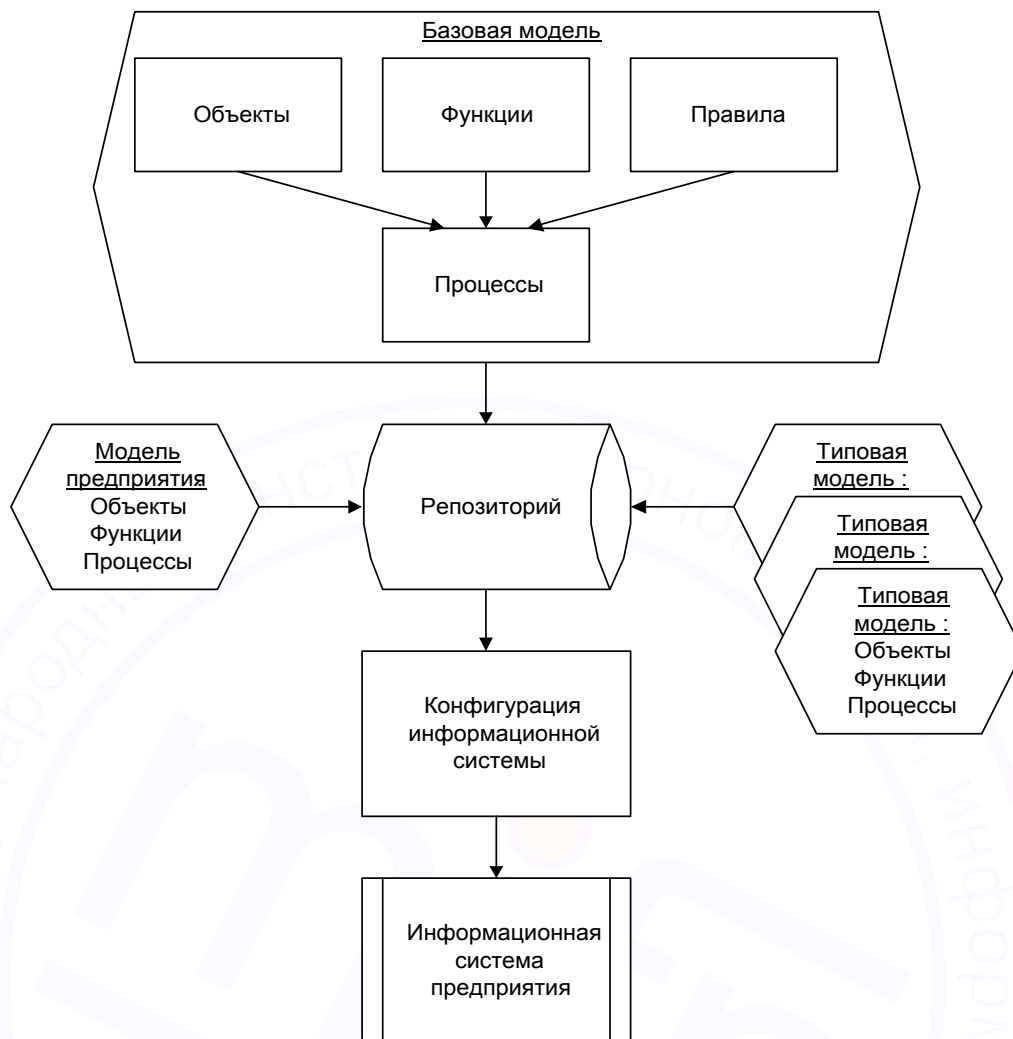 Базовая модель
Объекты
Функции
Правила
Процессы
Модель
предприятия
Объекты
Функции
Процессы
Репозиторий
Типовая
модель :
Типовая
модель :
Типовая
модель :
Объекты
Функции
Процессы
Конфигурация
информационной
системы
Информационная
система
предприятия